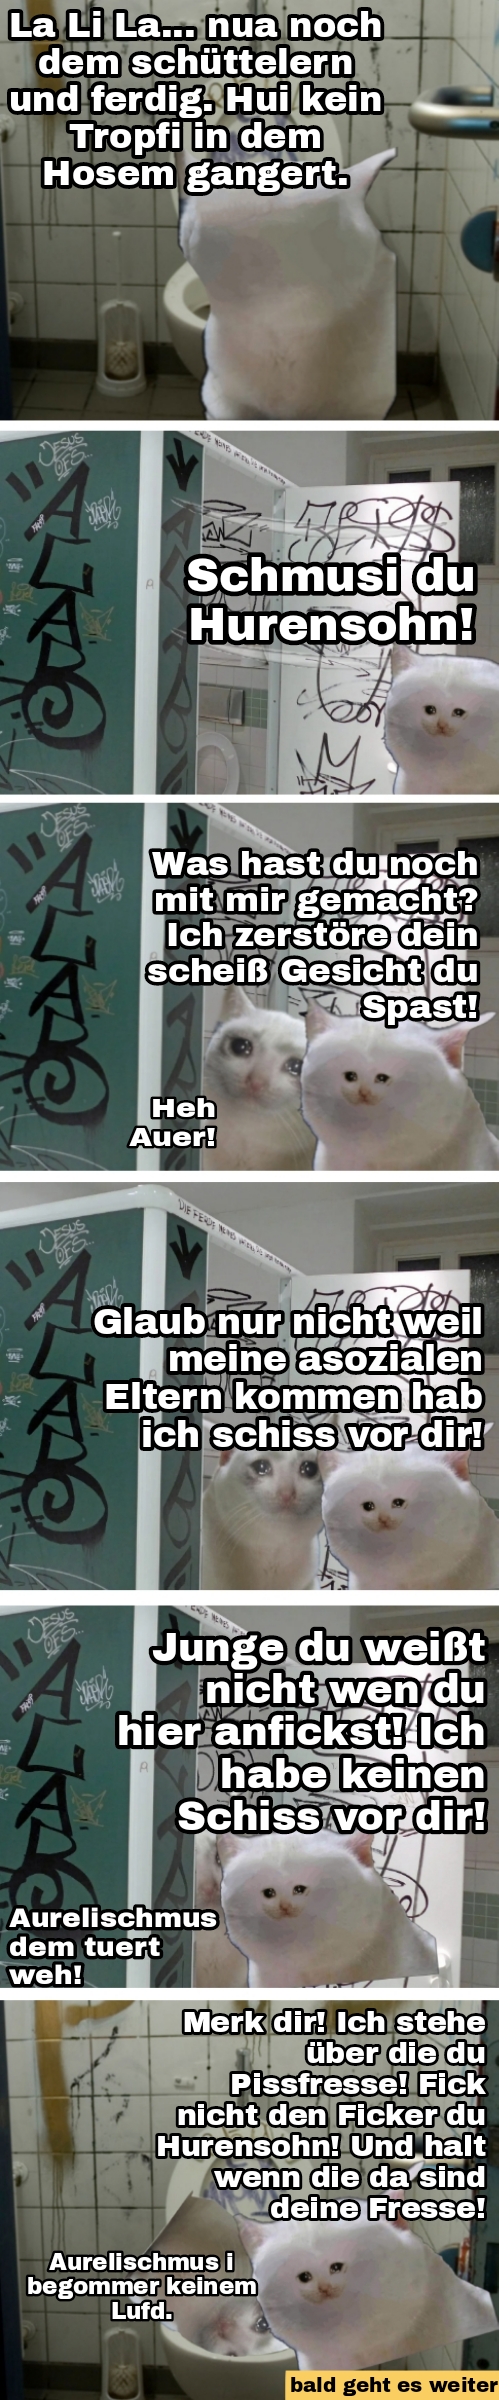 La Li La... nua noch
dem schüttelern
und ferdig. Hui kein
Tropfi in dem
Hosem gangert.
JESUS
Schmusi du
Hurensohn!
JESUS
Was hast du noch
mit mir gemacht?
Ich zerstöre dein
scheiß Gesicht du
Spast!
Heh
Auer!
JESUS
Glaub nur nicht weil
meine asozialen
Eltern kommen hab
ich schiss vor dir!
JESUS
Junge du weißt
nicht wen du
hier anfickst! Ich
habe keinen
Schiss vor dir!
Aurelischmus
dem tuert
weh!
Merk dir! Ich stehe
über die du
Pissfresse! Fick
nicht den Ficker du
Hurensohn! Und halt
wenn die da sind
deine Fresse!
Aurelischmus i
begommer keinem
Lufd.
bald geht es weiter